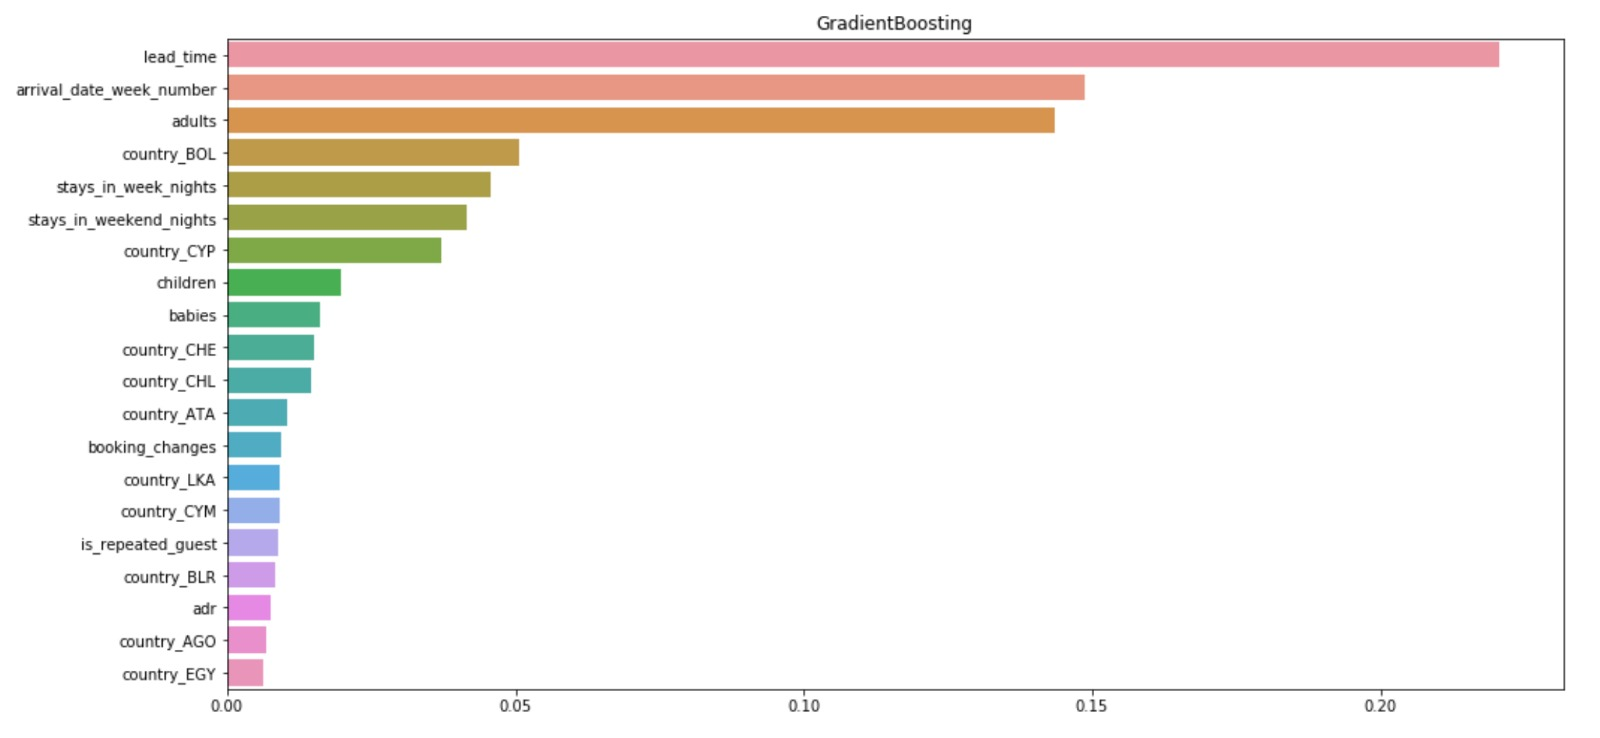 GradientBoosting
lead_time
arrival_date_week_number
adults
country_BOL
stays_in_week_nights
stays_in_weekend_nights
country_CYP
children
babies
country_CHE
country_CHL
country_ATA
booking_changes
country_LKA
country_CYM
is_repeated_guest
country_BLR
adr
country_AGO
country_EGY
0.00 0.05 0.10 0.15 0.20